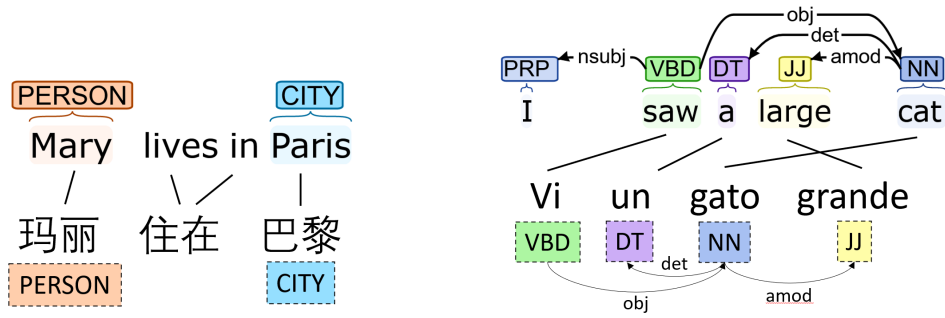 PERSON CITY
Mary lives in Paris
玛丽 住在 巴黎
PERSON CITY
obj
det
nsubj amod
PRP VBD DT JJ NN
I saw a large cat
Vi un gato grande
VBD DT NN JJ
det
obj amod